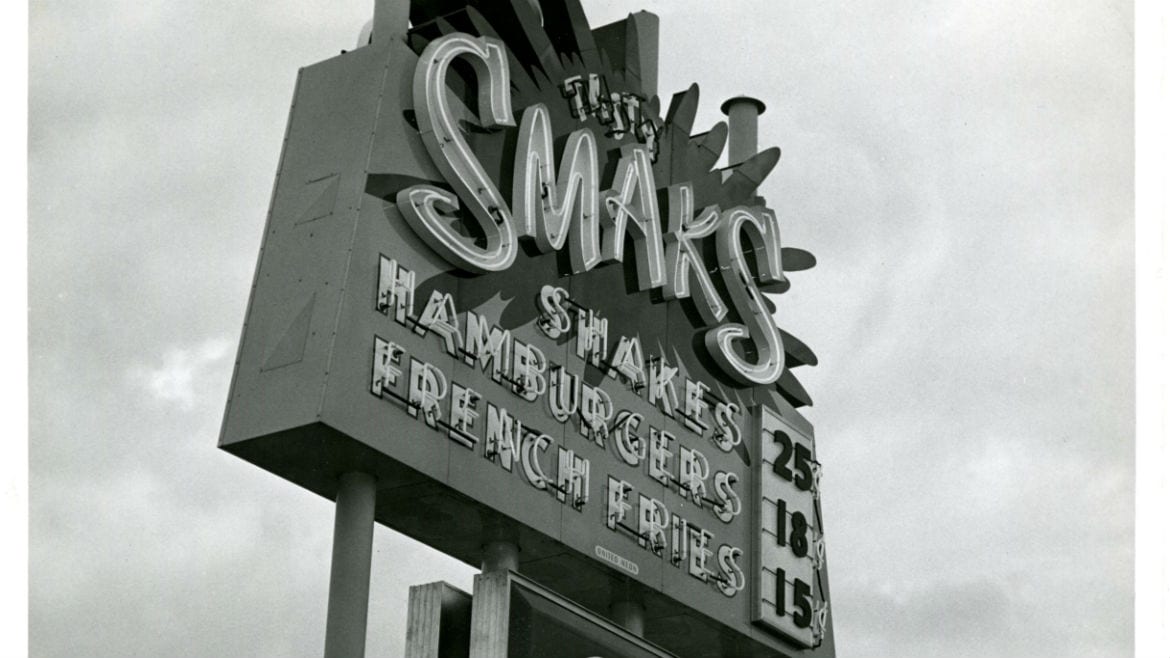 TASTY
SMAKS
SHAKES 25¢
HAMBURGERS 18¢
FRENCH FRIES 15¢
UNITED NEON